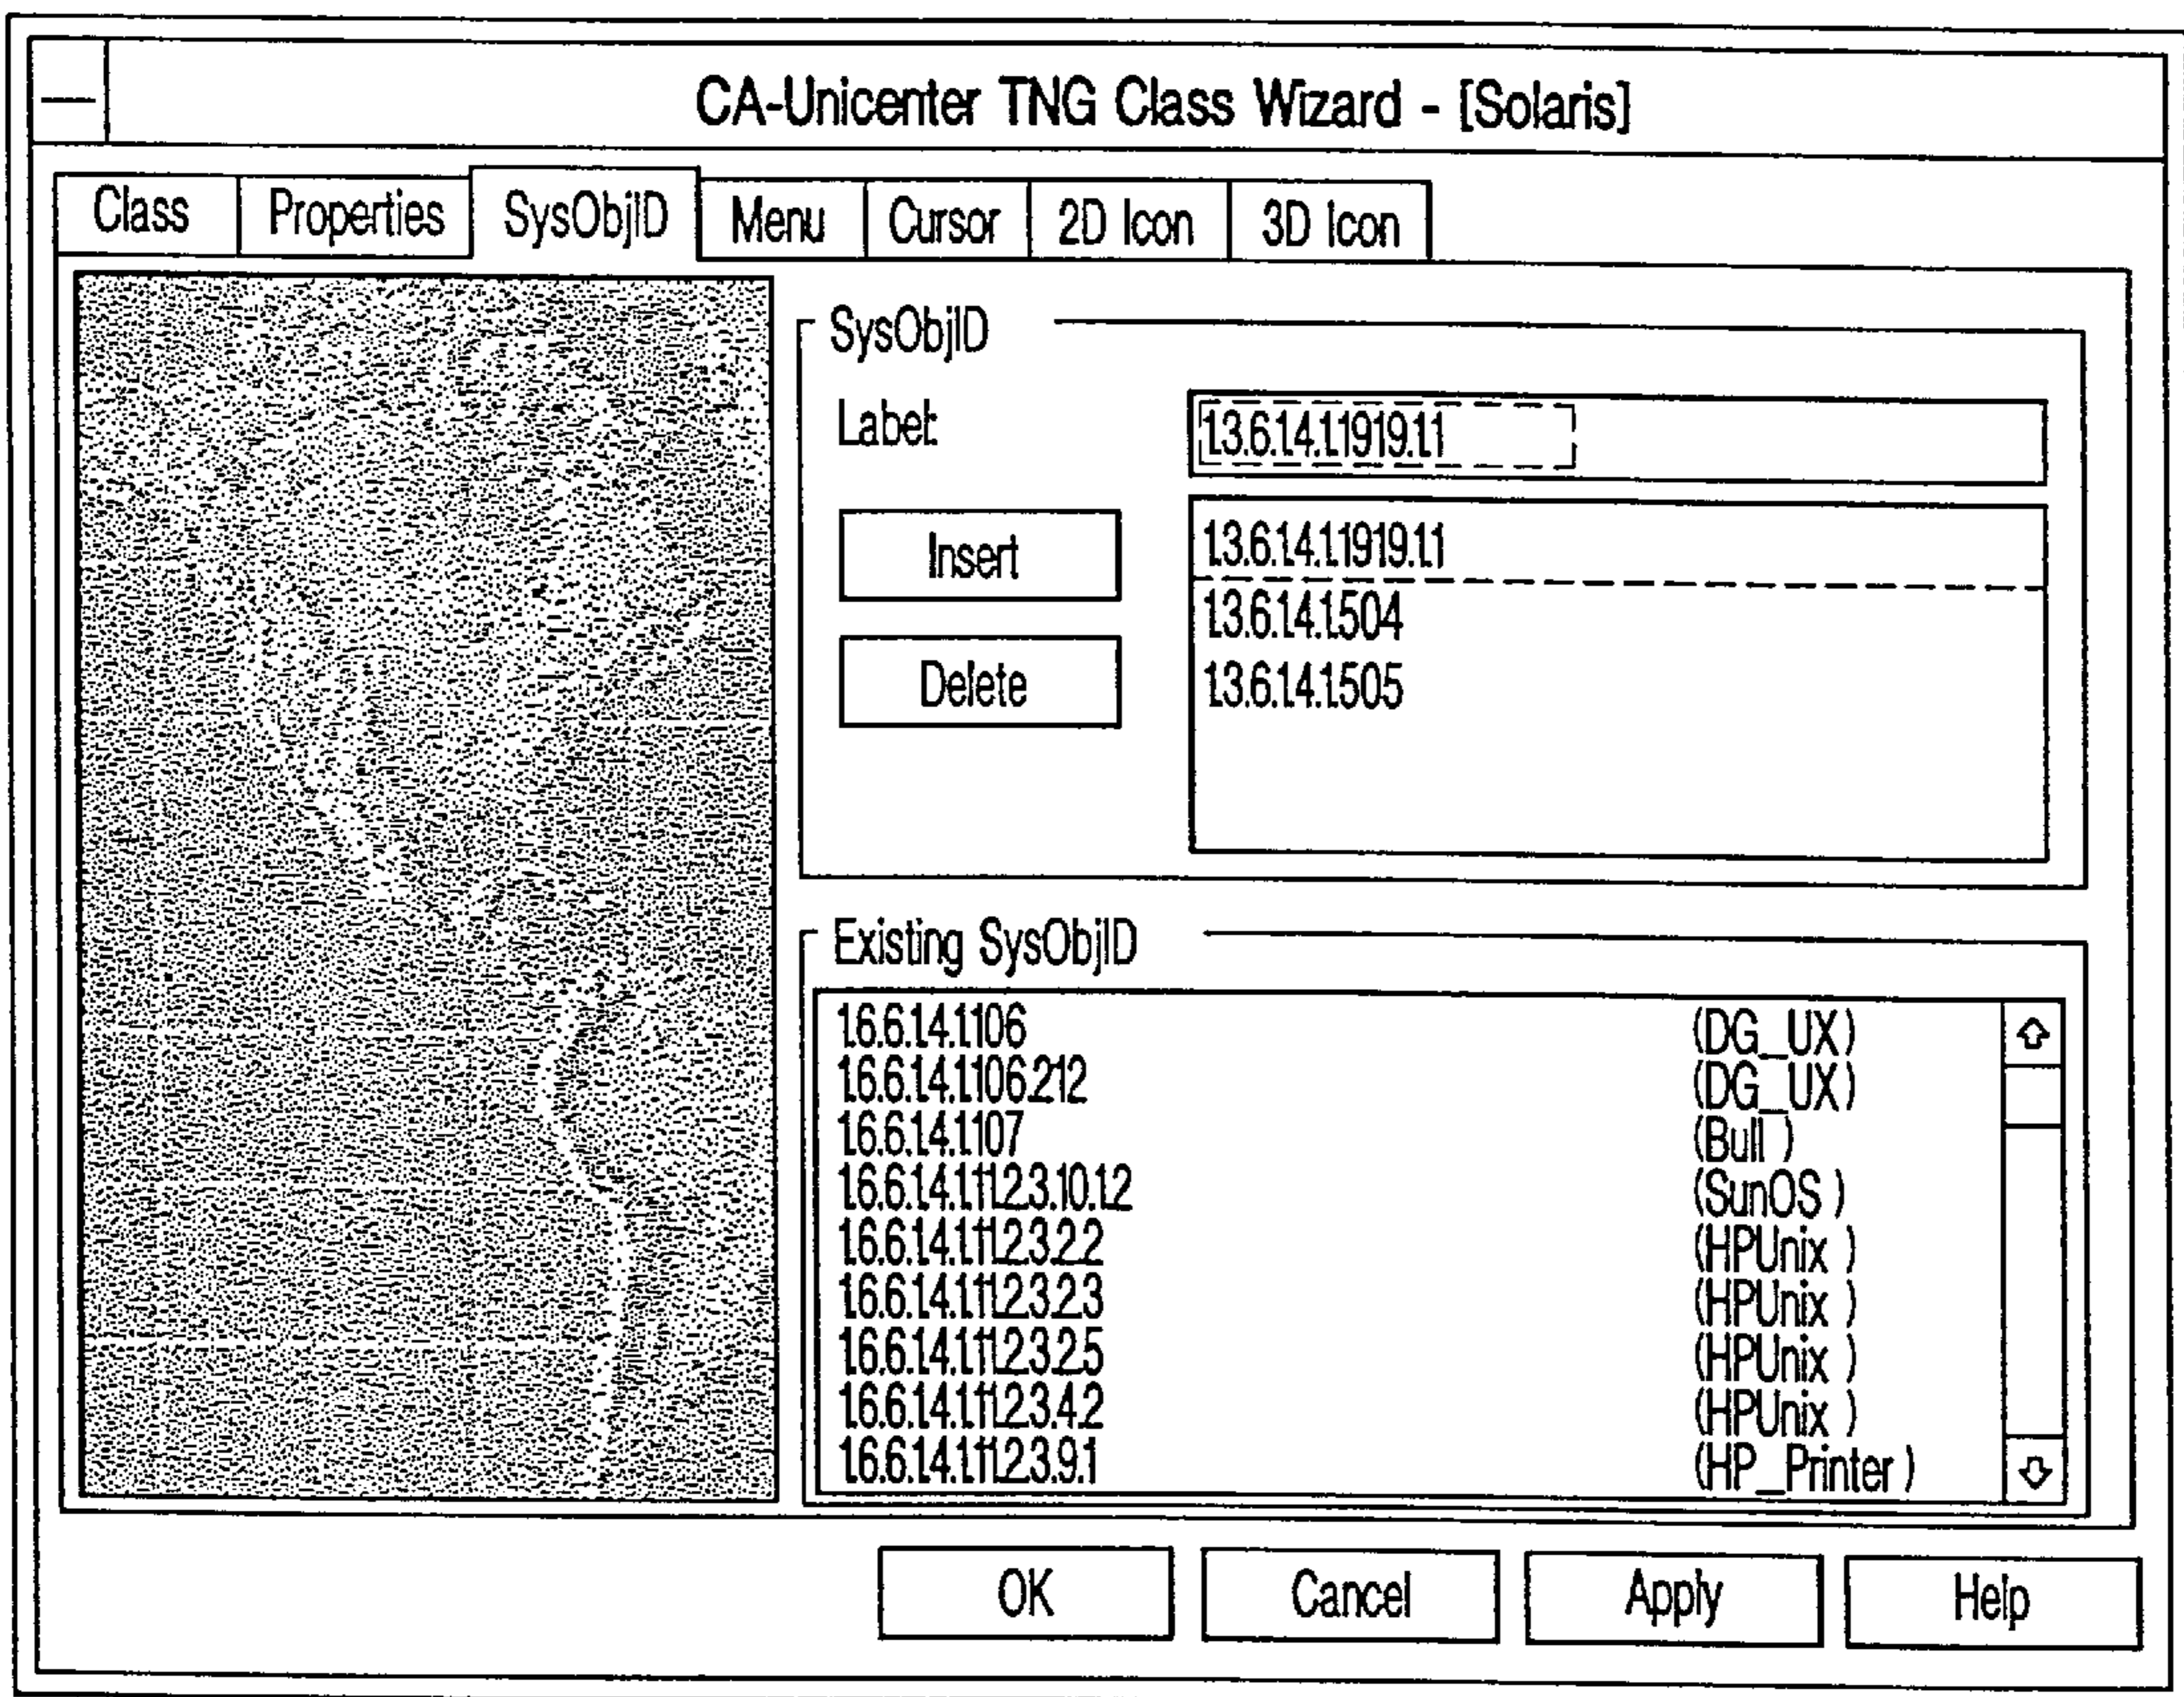 CA-Unicenter TNG Class Wizard - [Solaris]
Class Properties SysObjID Menu Cursor 2D Icon 3D Icon
SysObjID
Label: 1.3.6.1.4.1.1919.1.1
Insert
Delete
1.3.6.1.4.1.1919.1.1
1.3.6.1.4.1.504
1.3.6.1.4.1.505
Existing SysObjID
1.6.6.1.4.1.106 (DG_UX)
1.6.6.1.4.1.106.212 (DG_UX)
1.6.6.1.4.1.107 (Bull )
1.6.6.1.4.1.11.2.3.10.1.2 (SunOS )
1.6.6.1.4.1.11.2.3.2.2 (HPUnix )
1.6.6.1.4.1.11.2.3.2.3 (HPUnix )
1.6.6.1.4.1.11.2.3.2.5 (HPUnix )
1.6.6.1.4.1.11.2.3.4.2 (HPUnix )
1.6.6.1.4.1.11.2.3.9.1 (HP_Printer )
OK Cancel Apply Help